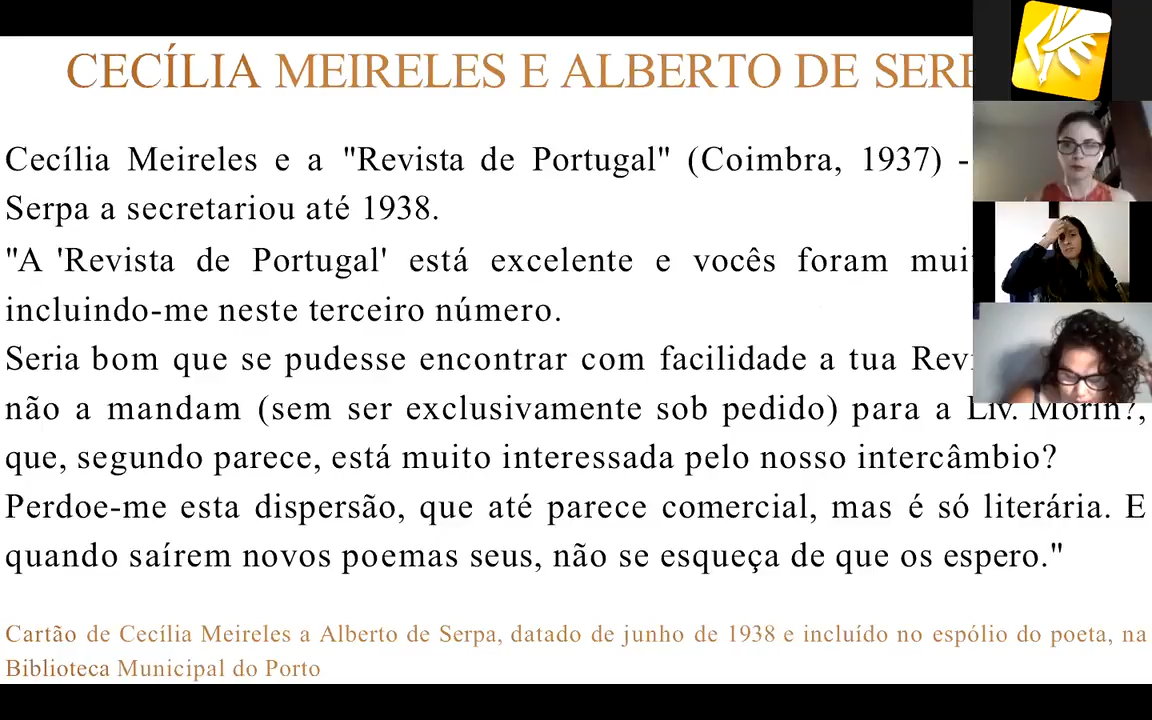 CECÍLIA MEIRELES E ALBERTO DE
Cecília Meireles e a "Revista de Portugal" (Coimbra, 1937) -
Serpa a secretariou até 1938.
"A 'Revista de Portugal' está excelente e vocês foram
incluindo-me neste terceiro número.
Seria bom que se pudesse encontrar com facilidade a tua
não a mandam (sem ser exclusivamente sob pedido) para a Liv. Morin?,
que, segundo parece, está muito interessada pelo nosso intercâmbio?
Perdoe-me esta dispersão, que até parece comercial, mas é só literária. E
quando saírem novos poemas seus, não se esqueça de que os espero."
Cartão de Cecília Meireles a Alberto de Serpa, datado de junho de 1938 e incluído no espólio do poeta, na
Biblioteca Municipal do Porto